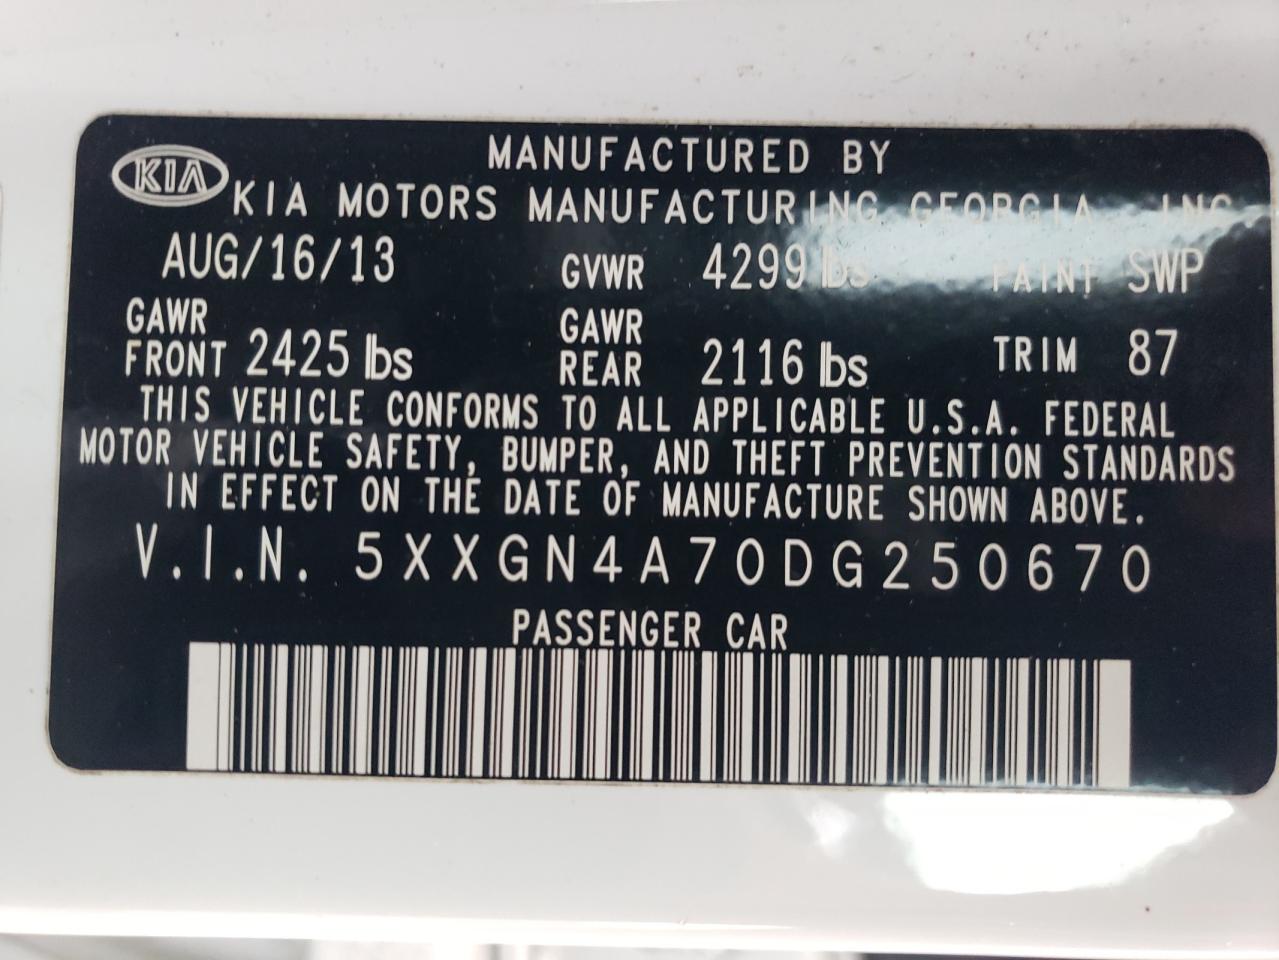 MANUFACTURED BY
KIA KIA MOTORS MANUFACTURING GEORGIA, INC
AUG/16/13 GVWR 4299 lbs PAINT SWP
GAWR FRONT 2425 lbs GAWR REAR 2116 lbs TRIM 87
THIS VEHICLE CONFORMS TO ALL APPLICABLE U.S.A. FEDERAL
MOTOR VEHICLE SAFETY, BUMPER, AND THEFT PREVENTION STANDARDS
IN EFFECT ON THE DATE OF MANUFACTURE SHOWN ABOVE.
V.I.N. 5XXGN4A70DG250670
PASSENGER CAR